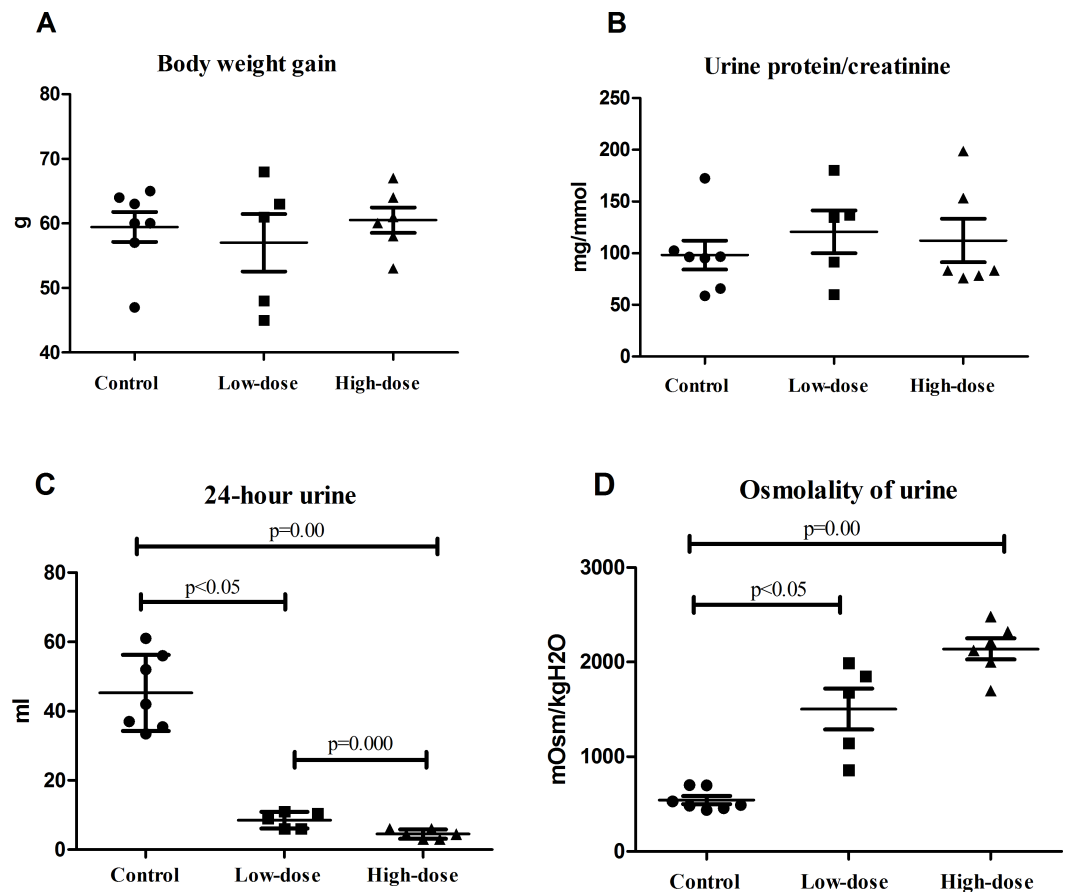 A
Body weight gain
80
70
60
50
40
g
Control
Low-dose
High-dose
B
Urine protein/creatinine
250
200
150
100
50
0
mg/mmol
Control
Low-dose
High-dose
C
24-hour urine
p=0.00
p<0.05
p=0.000
80
60
40
20
0
ml
Control
Low-dose
High-dose
D
Osmolality of urine
p=0.00
p<0.05
3000
2000
1000
0
mOsm/kgH2O
Control
Low-dose
High-dose